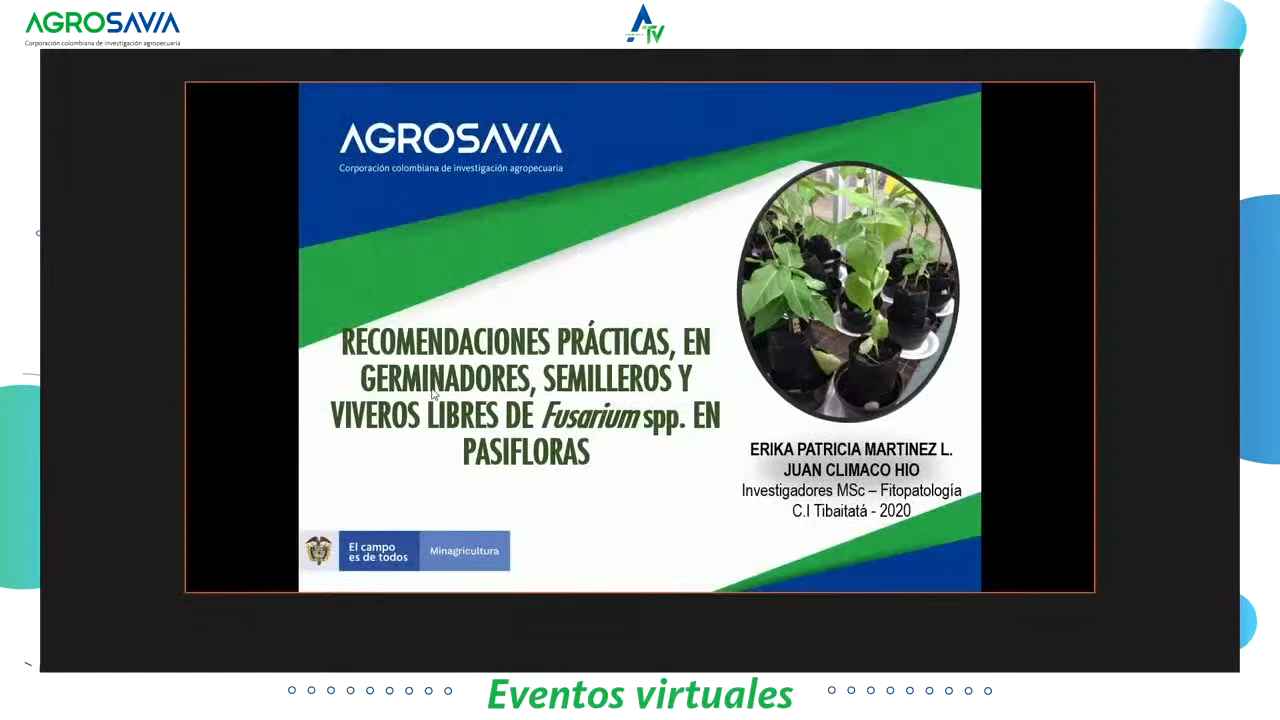 AGROSAVIA
Corporación colombiana de investigación agropecuaria
TV
AGROSAVIA
Corporación colombiana de investigación agropecuaria
RECOMENDACIONES PRÁCTICAS, EN
GERMINADORES, SEMILLEROS Y
VIVEROS LIBRES DE Fusarium spp. EN
PASIFLORAS
ERIKA PATRICIA MARTINEZ L.
JUAN CLIMACO HIO
Investigadores MSc – Fitopatología
C.I Tibaitatá - 2020
El campo
es de todos
Minagricultura
Eventos virtuales